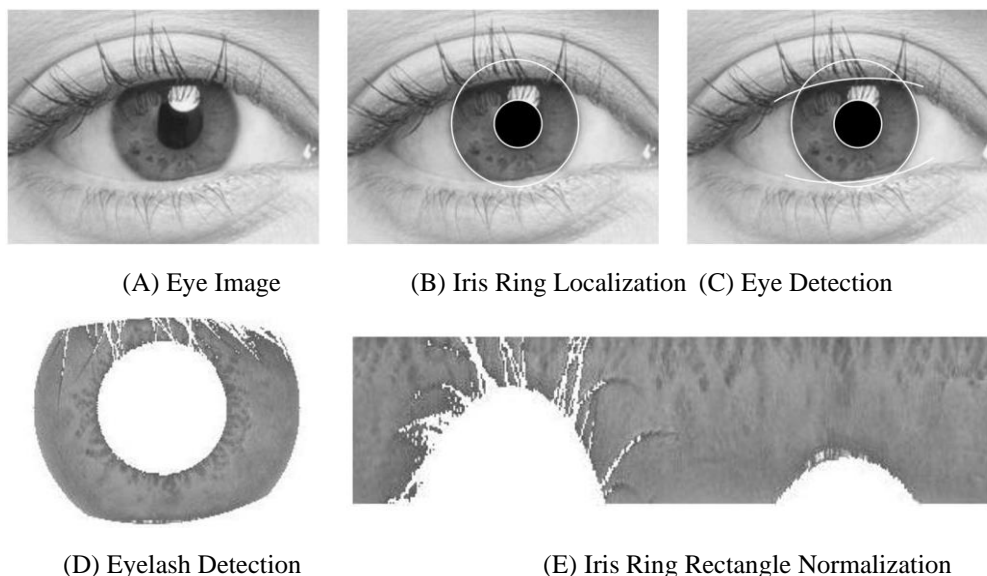 (A) Eye Image
(B) Iris Ring Localization (C) Eye Detection
(D) Eyelash Detection
(E) Iris Ring Rectangle Normalization